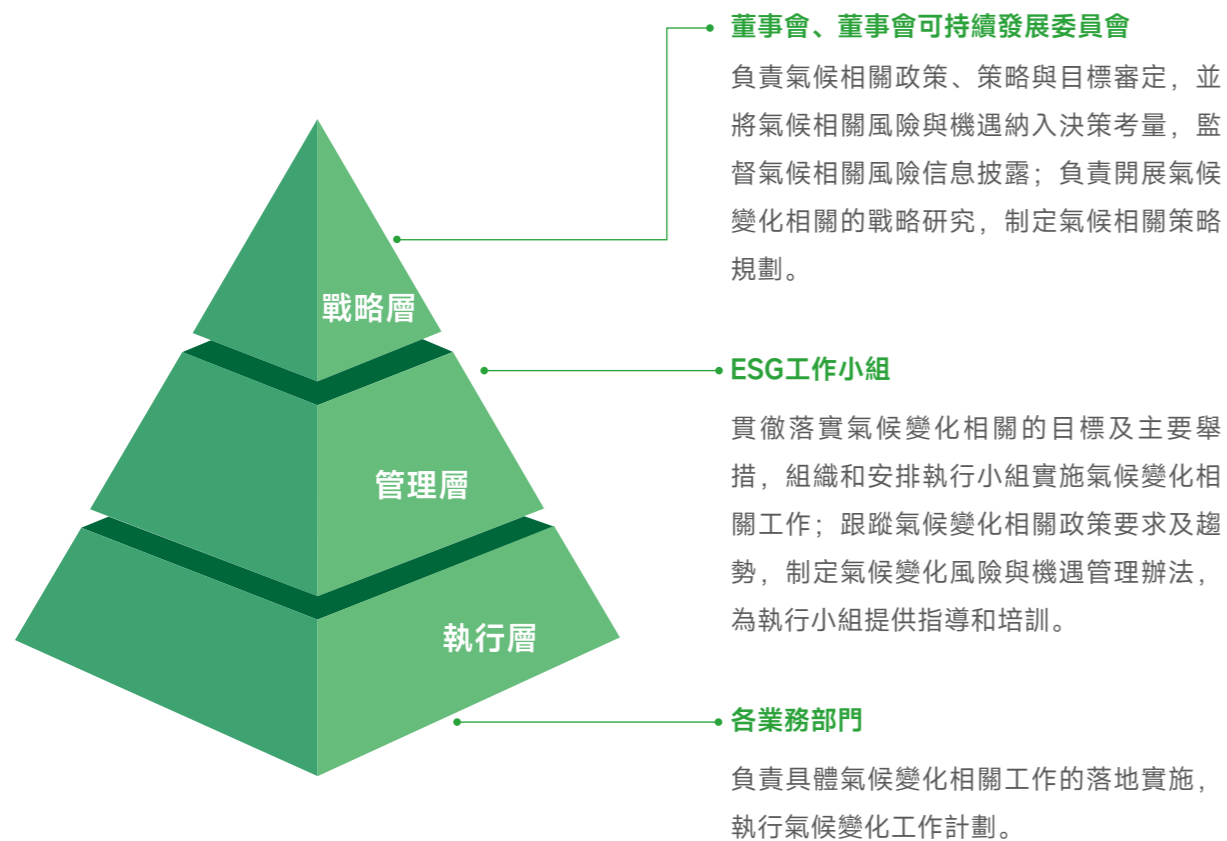 董事會、董事會可持續發展委員會
負責氣候相關政策、策略與目標審定，並
將氣候相關風險與機遇納入決策考量，監
督氣候相關風險信息披露；負責開展氣候
變化相關的戰略研究，制定氣候相關策略
規劃。
戰略層
ESG工作小組
貫徹落實氣候變化相關的目標及主要舉
措，組織和安排執行小組實施氣候變化相
關工作；跟蹤氣候變化相關政策要求及趨
勢，制定氣候變化風險與機遇管理辦法，
為執行小組提供指導和培訓。
管理層
各業務部門
負責具體氣候變化相關工作的落地實施，
執行氣候變化工作計劃。
執行層